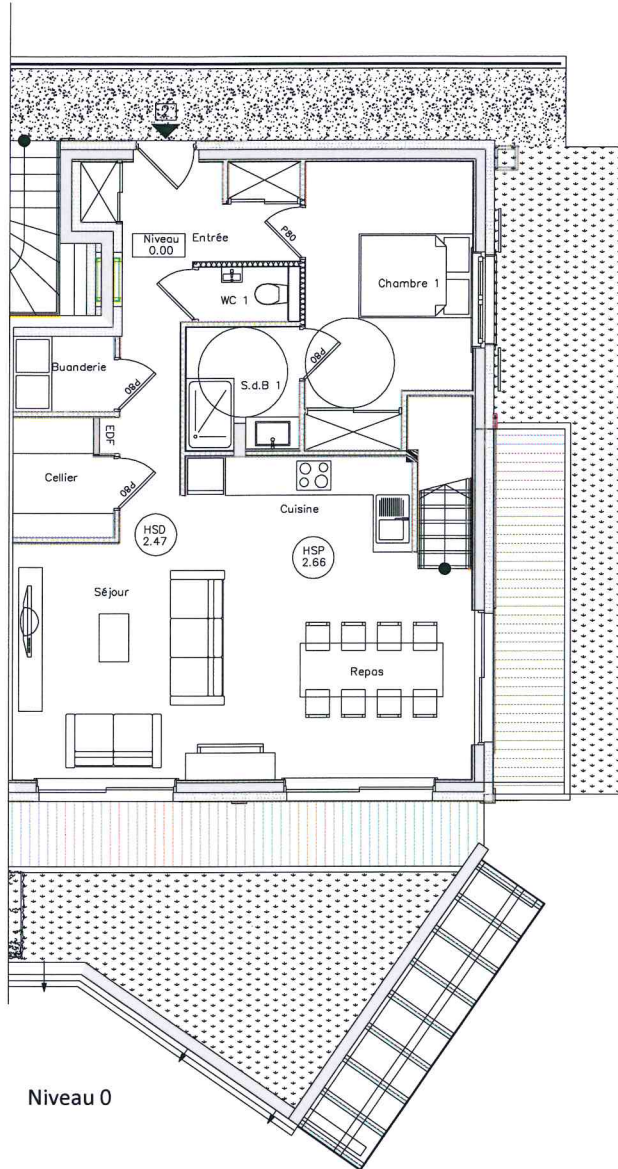 2
Niveau
0.00
Entrée
P80
Chambre 1
WC 1
Buanderie
P80
S.d.B 1
P80
EDF
Cellier
P80
Cuisine
HSD
2.47
HSP
2.66
Séjour
Repas
Niveau 0